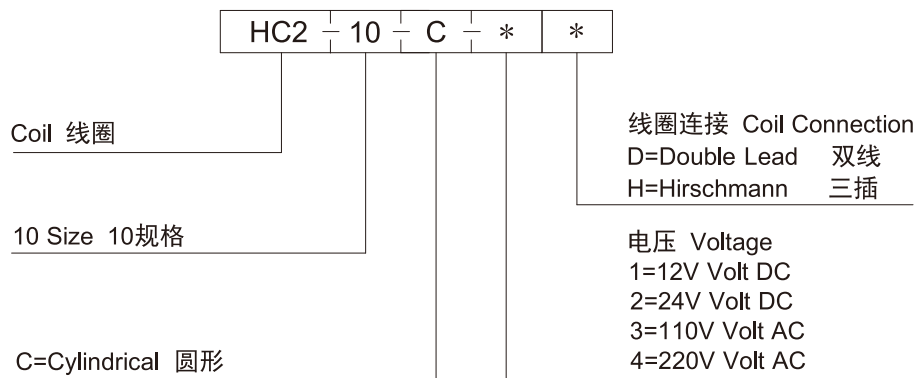 HC2 - 10 - C - * *
Coil 线圈
10 Size 10规格
C=Cylindrical 圆形
线圈连接 Coil Connection
D=Double Lead 双线
H=Hirschmann 三插
电压 Voltage
1=12V Volt DC
2=24V Volt DC
3=110V Volt AC
4=220V Volt AC